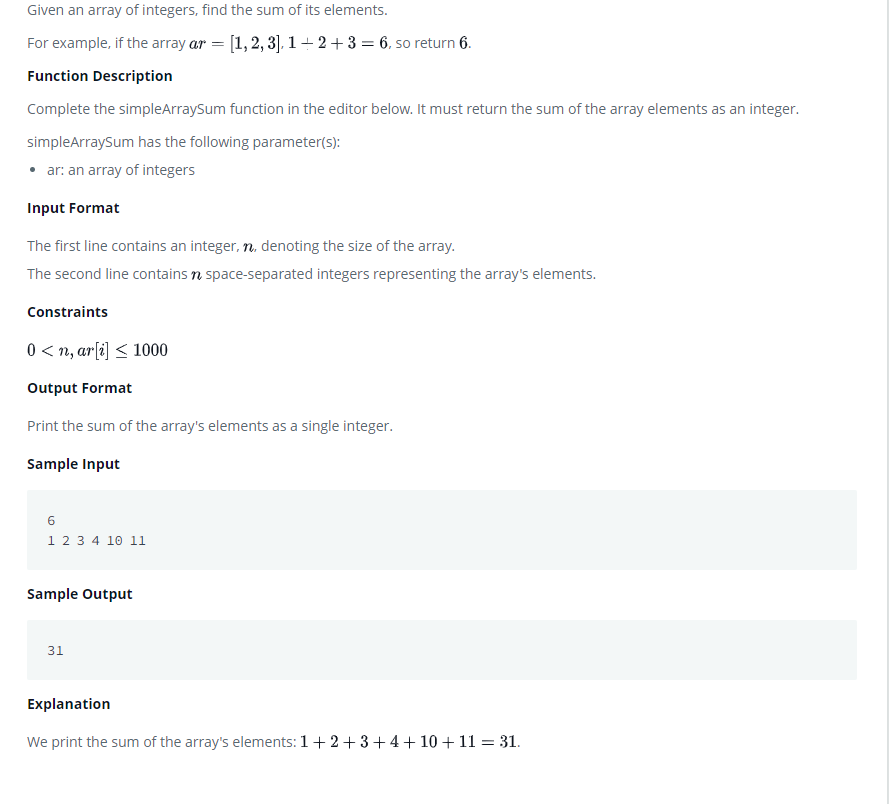 Given an array of integers, find the sum of its elements.
For example, if the array ar = [1, 2, 3], 1 + 2 + 3 = 6, so return 6.
Function Description
Complete the simpleArraySum function in the editor below. It must return the sum of the array elements as an integer.
simpleArraySum has the following parameter(s):
• ar: an array of integers
Input Format
The first line contains an integer, n, denoting the size of the array.
The second line contains n space-separated integers representing the array's elements.
Constraints
0 < n, ar[i] ≤ 1000
Output Format
Print the sum of the array's elements as a single integer.
Sample Input
6
1 2 3 4 10 11
Sample Output
31
Explanation
We print the sum of the array's elements: 1 + 2 + 3 + 4 + 10 + 11 = 31.